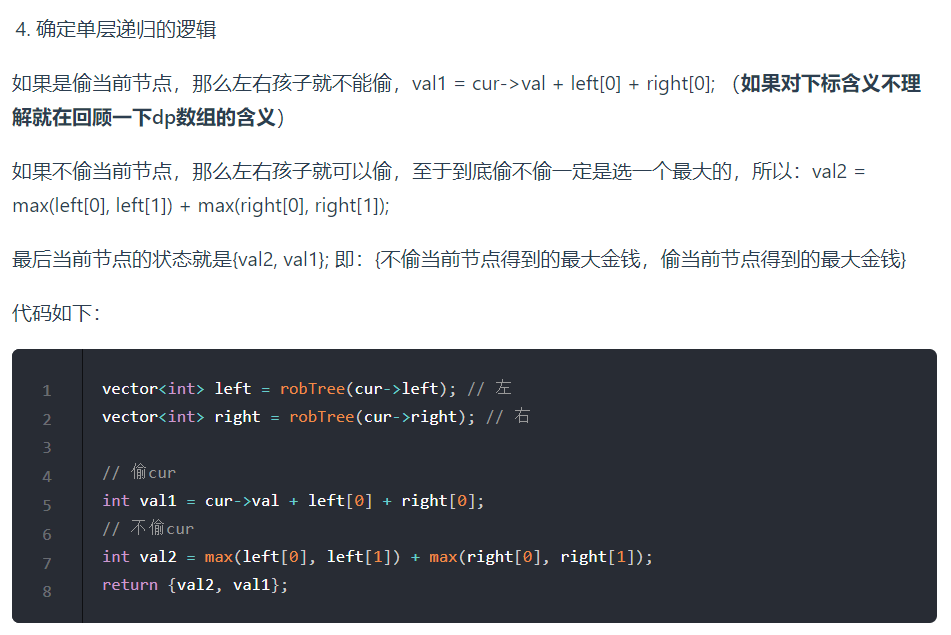 4. 确定单层递归的逻辑
如果是偷当前节点，那么左右孩子就不能偷，val1 = cur->val + left[0] + right[0]; （如果对下标含义不理
解就在回顾一下dp数组的含义）
如果不偷当前节点，那么左右孩子就可以偷，至于到底偷不偷一定是选一个最大的，所以：val2 =
max(left[0], left[1]) + max(right[0], right[1]);
最后当前节点的状态就是{val2, val1}; 即：{不偷当前节点得到的最大金钱，偷当前节点得到的最大金钱}
代码如下：
1 vector<int> left = robTree(cur->left); // 左
2 vector<int> right = robTree(cur->right); // 右
3
4 // 偷cur
5 int val1 = cur->val + left[0] + right[0];
6 // 不偷cur
7 int val2 = max(left[0], left[1]) + max(right[0], right[1]);
8 return {val2, val1};